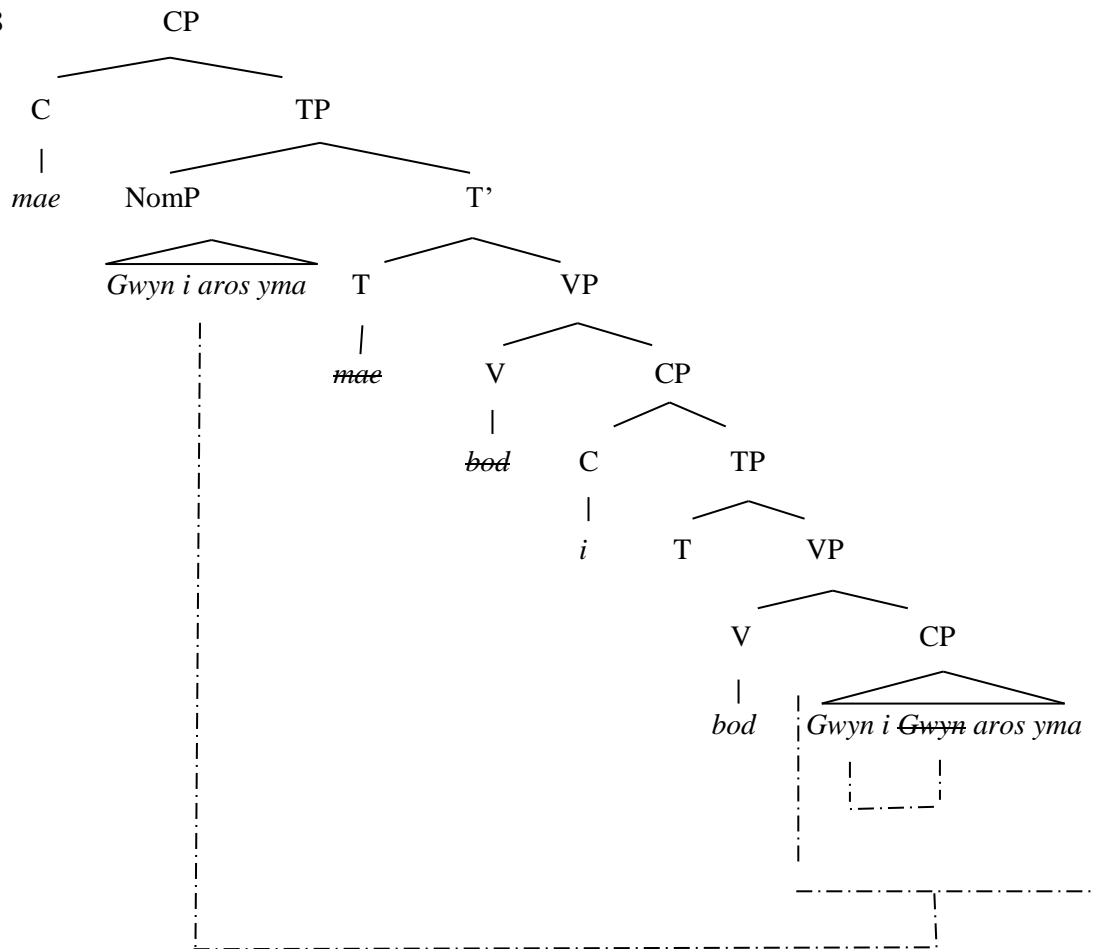 CP
C TP
mae NomP T’
Gwyn i aros yma T VP
mae V CP
bod C TP
i T VP
V CP
bod Gwyn i Gwyn aros yma